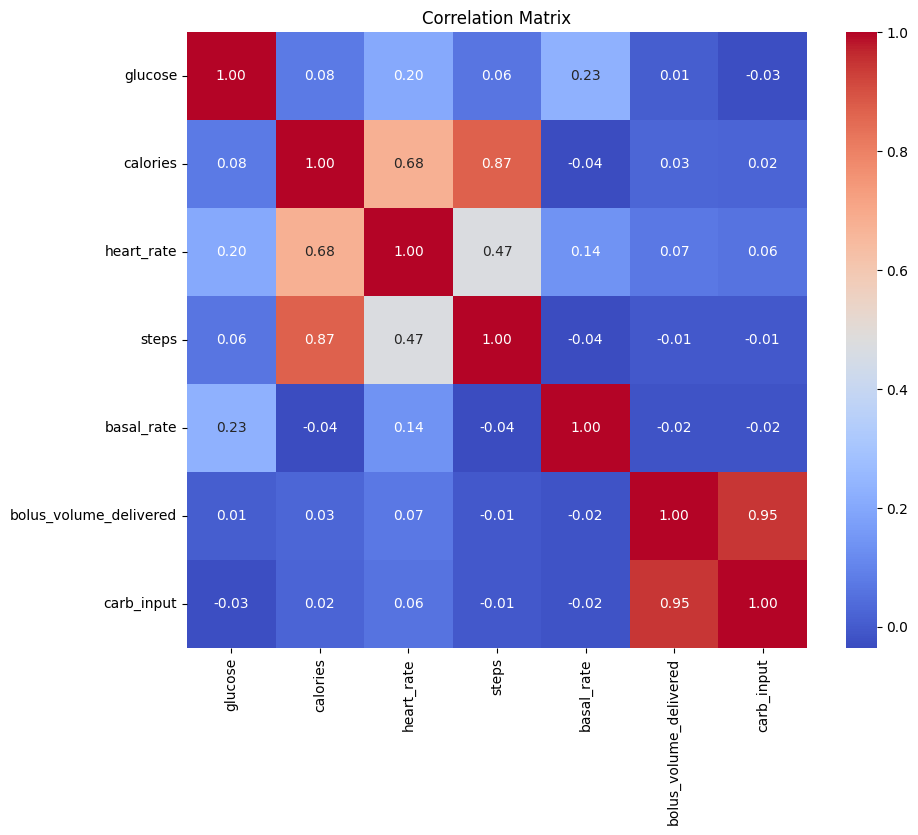 Correlation Matrix
glucose 1.00 0.08 0.20 0.06 0.23 0.01 -0.03
calories 0.08 1.00 0.68 0.87 -0.04 0.03 0.02
heart_rate 0.20 0.68 1.00 0.47 0.14 0.07 0.06
steps 0.06 0.87 0.47 1.00 -0.04 -0.01 -0.01
basal_rate 0.23 -0.04 0.14 -0.04 1.00 -0.02 -0.02
bolus_volume_delivered 0.01 0.03 0.07 -0.01 -0.02 1.00 0.95
carb_input -0.03 0.02 0.06 -0.01 -0.02 0.95 1.00
glucose
calories
heart_rate
steps
basal_rate
bolus_volume_delivered
carb_input
1.0
0.8
0.6
0.4
0.2
0.0